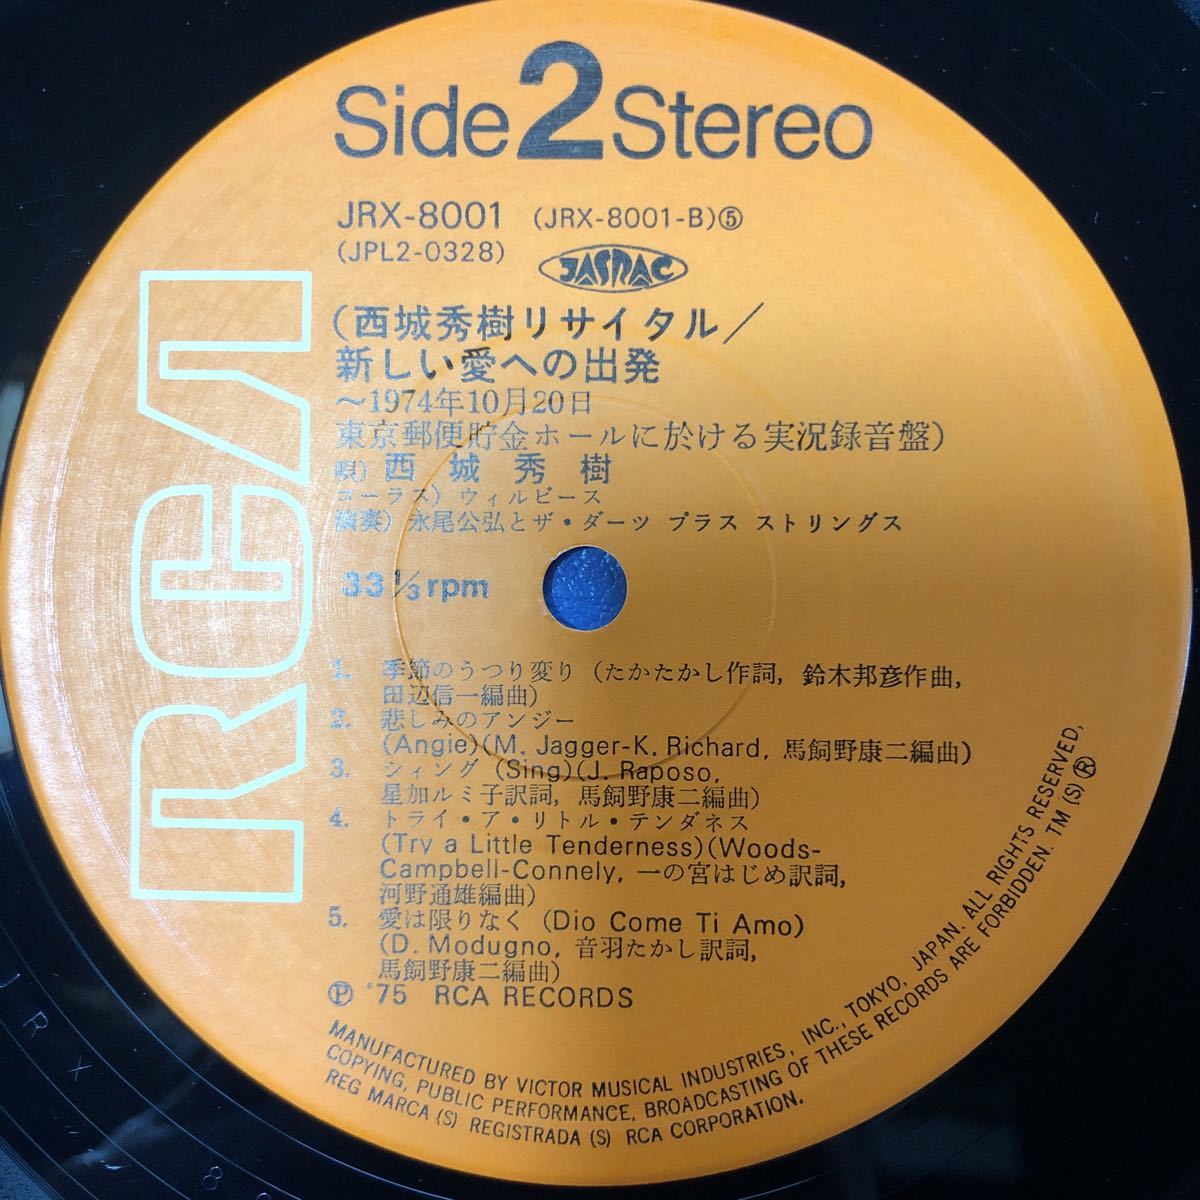 Side 2 Stereo
JRX-8001 (JRX-8001-B)⑤
(JPL2-0328)
JASRAC
(西城秀樹リサイタル/
新しい愛への出発
〜1974年10月20日
東京郵便貯金ホールに於ける実況録音盤)
唄) 西城秀樹
コーラス) ウィルビース
演奏) 永尾公弘とザ・ダーツ プラス ストリングス
33 1/3 rpm
RCA
1. 季節のうつり変り (たかたかし作詞, 鈴木邦彦作曲,
田辺信一編曲)
2. 悲しみのアンジー
(Angie)(M. Jagger-K. Richard, 馬飼野康二編曲)
3. シィング (Sing)(J. Raposo,
星加ルミ子訳詞, 馬飼野康二編曲)
4. トライ・ア・リトル・テンダネス
(Try a Little Tenderness)(Woods-
Campbell-Connely, 一の宮はじめ訳詞,
河野通雄編曲)
5. 愛は限りなく (Dio Come Ti Amo)
(D. Modugno, 音羽たかし訳詞,
馬飼野康二編曲)
Ⓟ '75 RCA RECORDS
MANUFACTURED BY VICTOR MUSICAL INDUSTRIES, INC., TOKYO, JAPAN. ALL RIGHTS RESERVED,
COPYING, PUBLIC PERFORMANCE, BROADCASTING OF THESE RECORDS ARE FORBIDDEN. TM (S) ®
REG MARCA (S) REGISTRADA (S) RCA CORPORATION.
R X 8